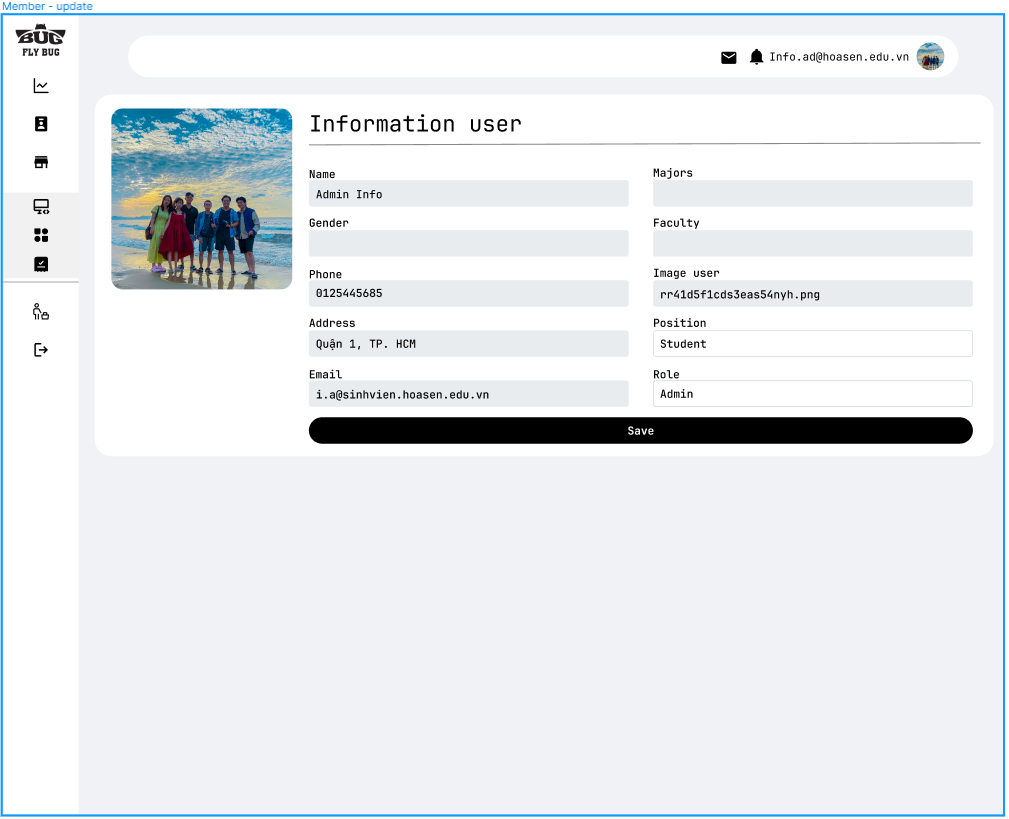 Member - update
BUG
FLY BUG
Info.ad@hoasen.edu.vn
Information user
Name
Admin Info
Majors
Gender
Faculty
Phone
0125445685
Image user
rr41d5f1cds3eas54nyh.png
Address
Quận 1, TP. HCM
Position
Student
Email
i.a@sinhvien.hoasen.edu.vn
Role
Admin
Save